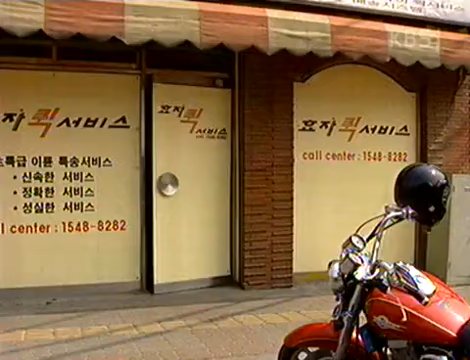 KBS
자퀵서비스
초특급 이륜 특송서비스
• 신속한 서비스
• 정확한 서비스
• 성실한 서비스
l center : 1548-8282
효자퀵서비스
효자퀵서비스
call center : 1548-8282